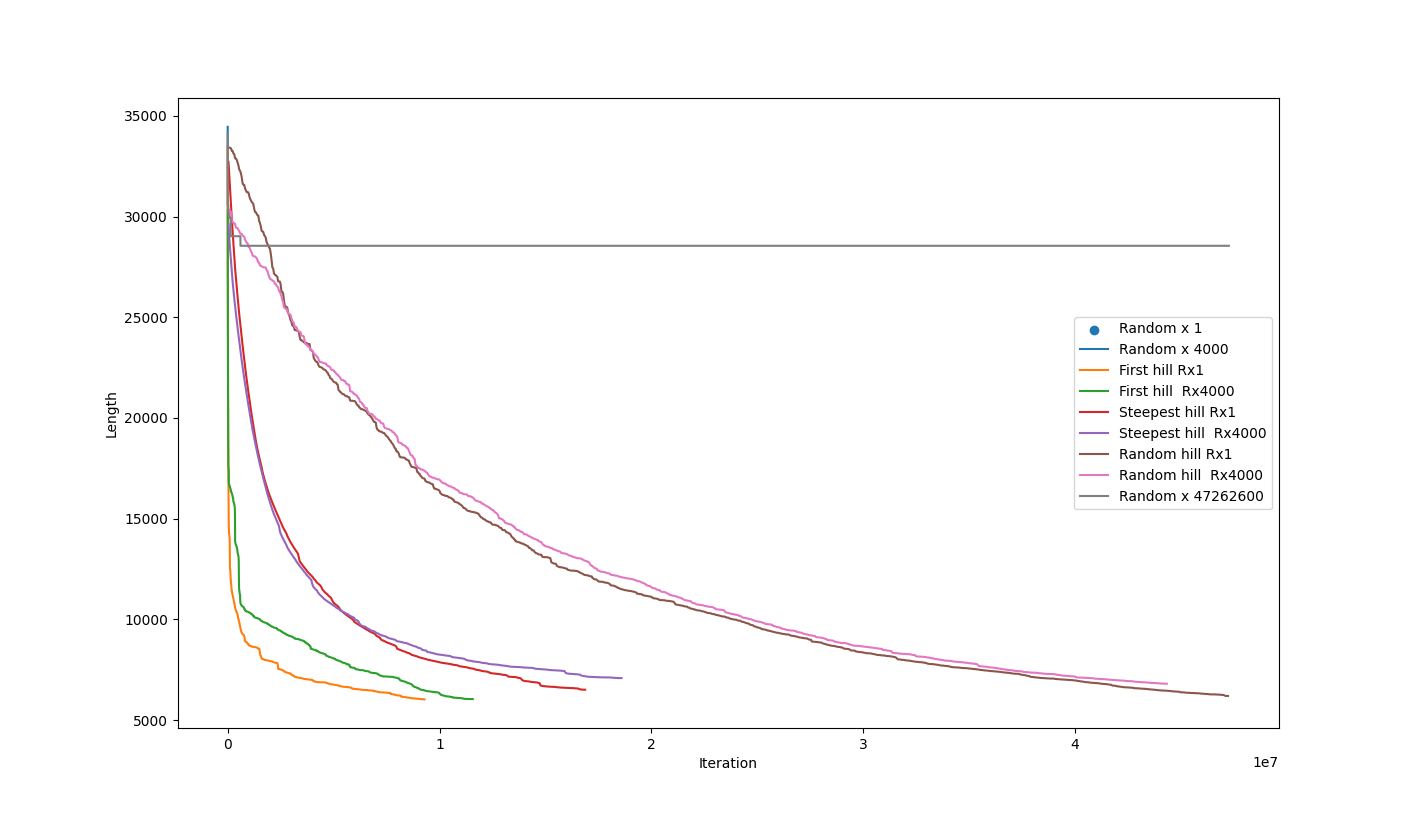 35000
30000
25000
20000
15000
10000
5000
Length
0
1
2
3
4
Iteration
1e7
Random x 1
Random x 4000
First hill Rx1
First hill  Rx4000
Steepest hill Rx1
Steepest hill  Rx4000
Random hill Rx1
Random hill  Rx4000
Random x 47262600